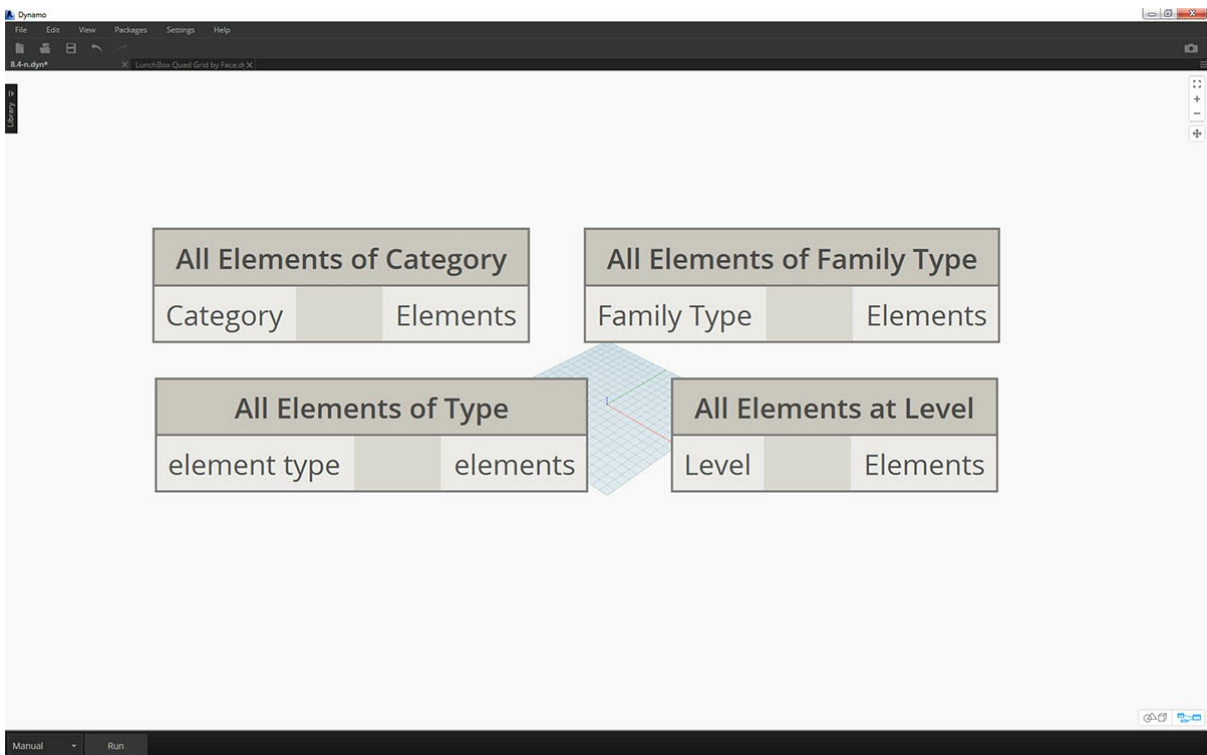 Dynamo
File Edit View Packages Settings Help
8.4-n.dyn* LunchBox Quad Grid by Face.dy
Library
All Elements of Category
Category Elements
All Elements of Family Type
Family Type Elements
All Elements of Type
element type elements
All Elements at Level
Level Elements
Manual Run